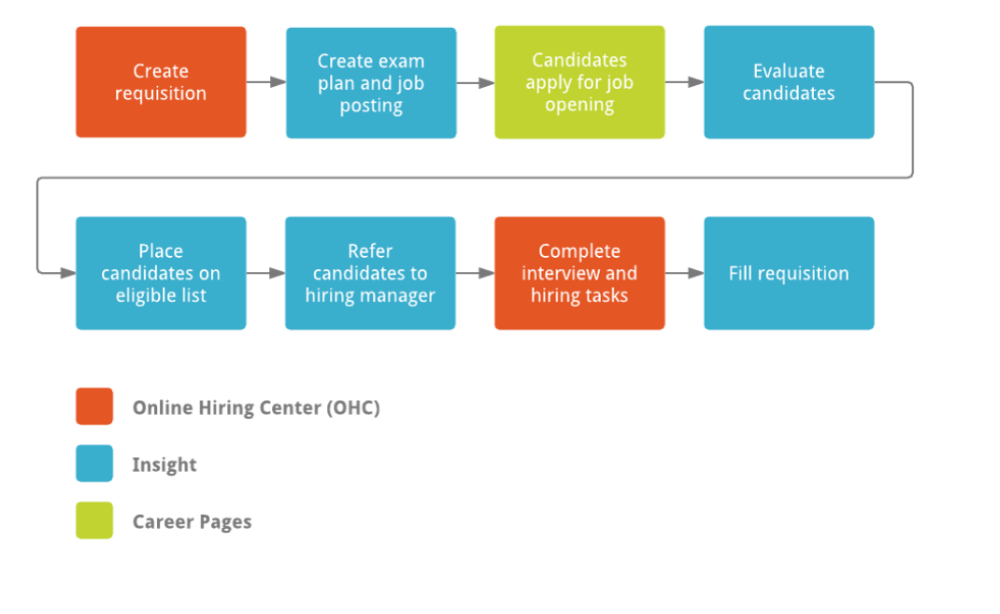 Create
requisition
Create exam
plan and job
posting
Candidates
apply for job
opening
Evaluate
candidates
Place
candidates on
eligible list
Refer
candidates to
hiring manager
Complete
interview and
hiring tasks
Fill requisition
Online Hiring Center (OHC)
Insight
Career Pages